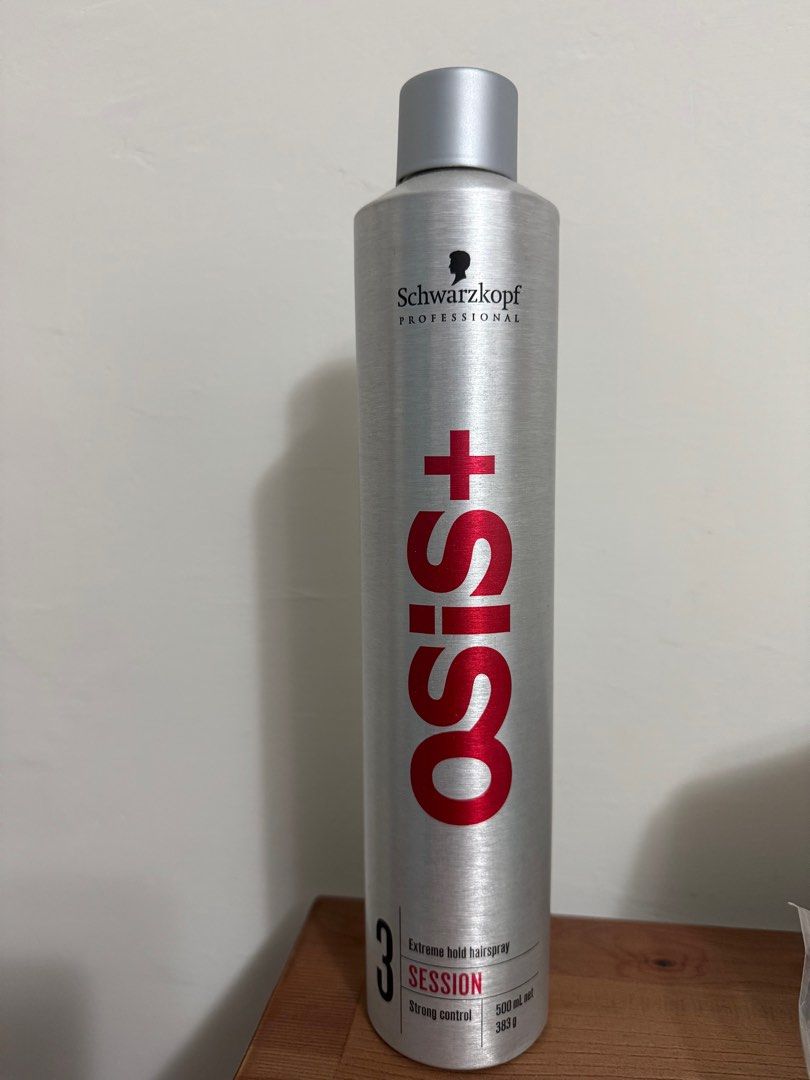 Schwarzkopf
PROFESSIONAL
osis+
3
Extreme hold hairspray
SESSION
Strong control
500 mL net
383 g